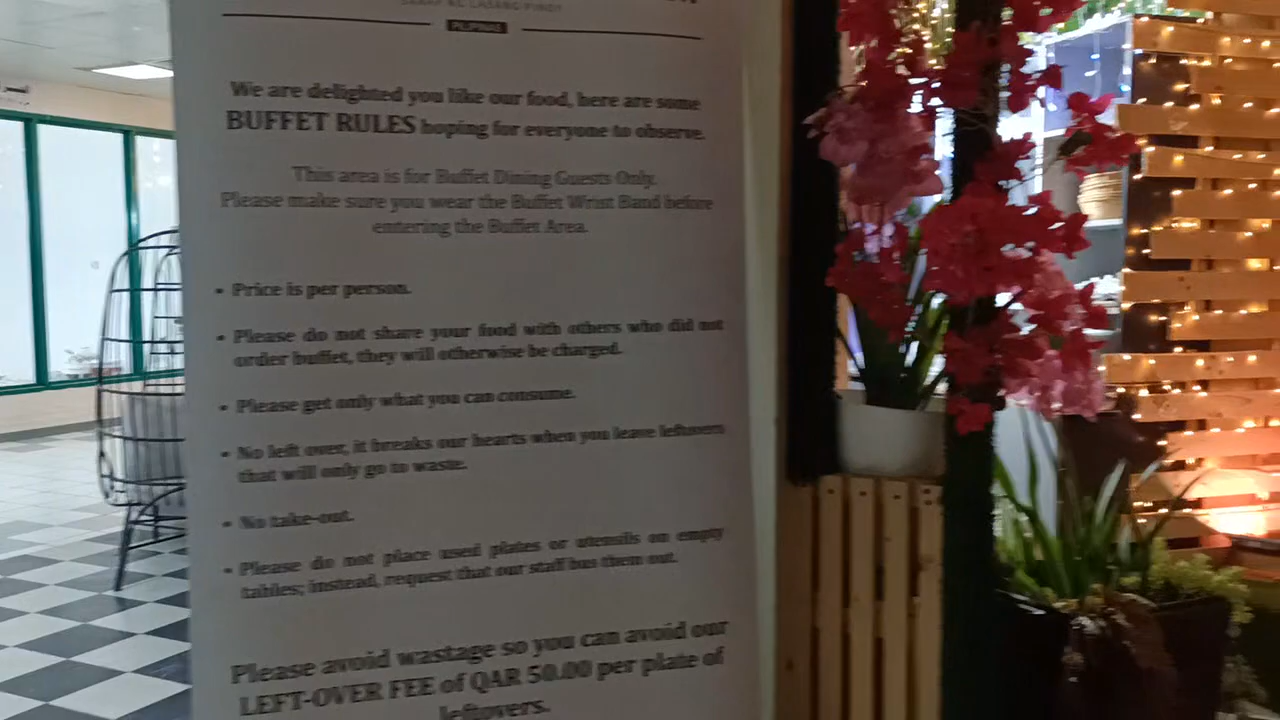 SARAP NG LASANG PINOY
PILIPINAS
We are delighted you like our food, here are some
BUFFET RULES hoping for everyone to observe.
This area is for Buffet Dining Guests Only.
Please make sure you wear the Buffet Wrist Band before
entering the Buffet Area.
• Price is per person.
• Please do not share your food with others who did not
order buffet, they will otherwise be charged.
• Please get only what you can consume.
• No left over, it breaks our hearts when you leave leftovers
that will only go to waste.
• No take-out.
• Please do not place used plates or utensils on empty
tables; instead, request that our staff bus them out.
Please avoid wastage so you can avoid our
LEFT-OVER FEE of QAR 50.00 per plate of
leftovers.